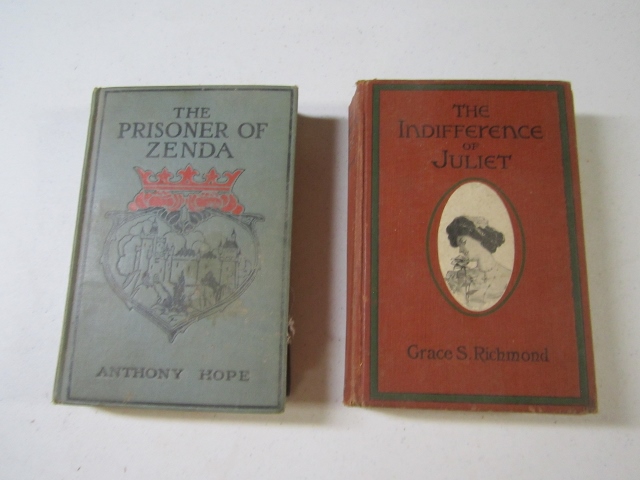 THE
PRISONER OF
ZENDA
ANTHONY HOPE
THE
INDIFFERENCE
OF
JULIET
Grace S. Richmond